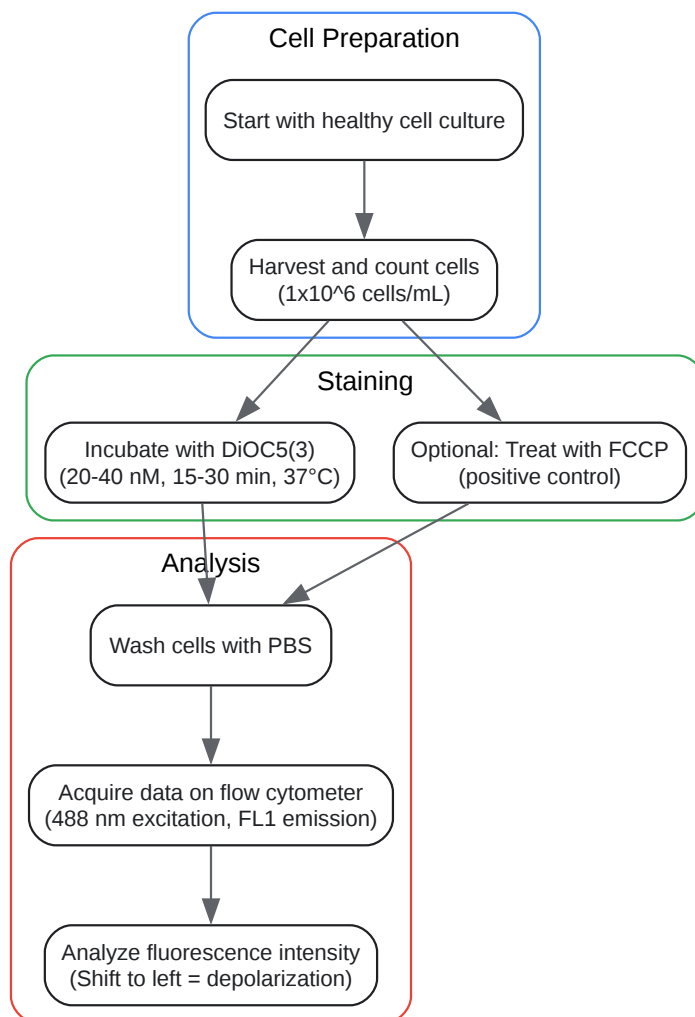 Cell Preparation
Start with healthy cell culture
Harvest and count cells
(1x10^6 cells/mL)
Staining
Incubate with DiOC5(3)
(20-40 nM, 15-30 min, 37°C)
Optional: Treat with FCCP
(positive control)
Analysis
Wash cells with PBS
Acquire data on flow cytometer
(488 nm excitation, FL1 emission)
Analyze fluorescence intensity
(Shift to left = depolarization)